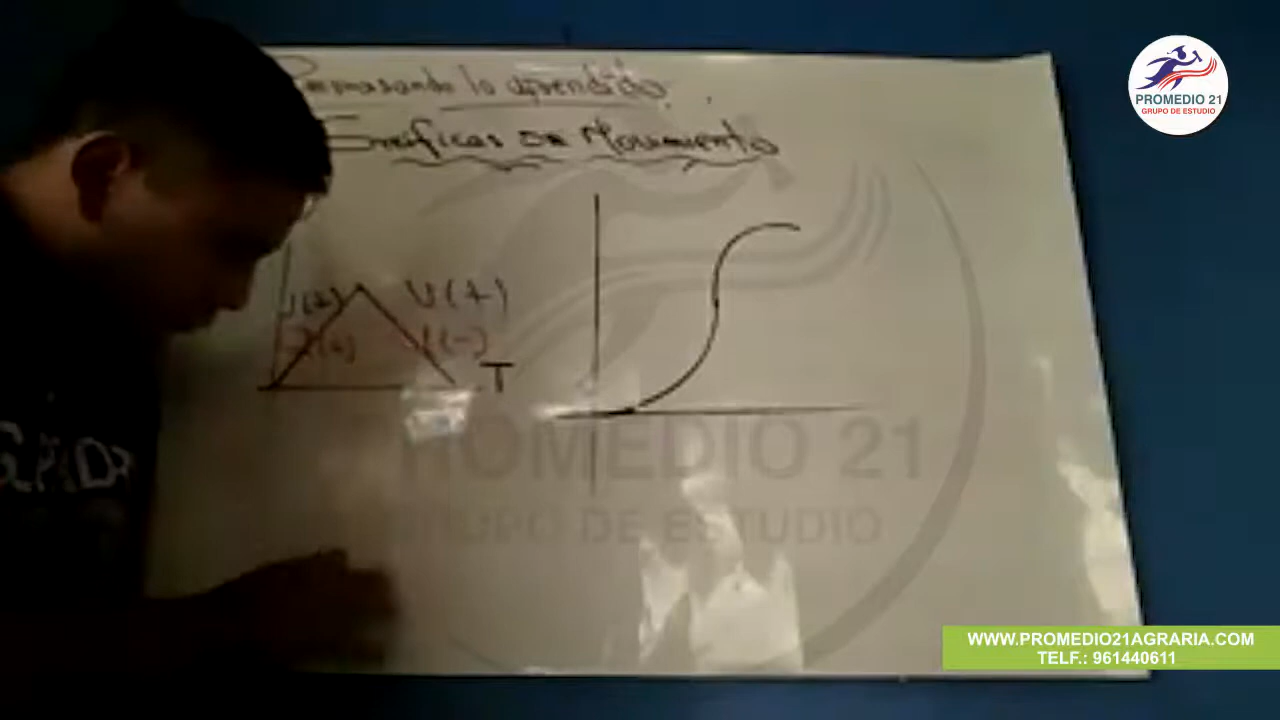 PROMEDIO 21
GRUPO DE ESTUDIO
lo aprendido
Gráficas de Movimiento
V(+)
(-)
T
PROMEDIO 21
GRUPO DE ESTUDIO
WWW.PROMEDIO21AGRARIA.COM
TELF.: 961440611